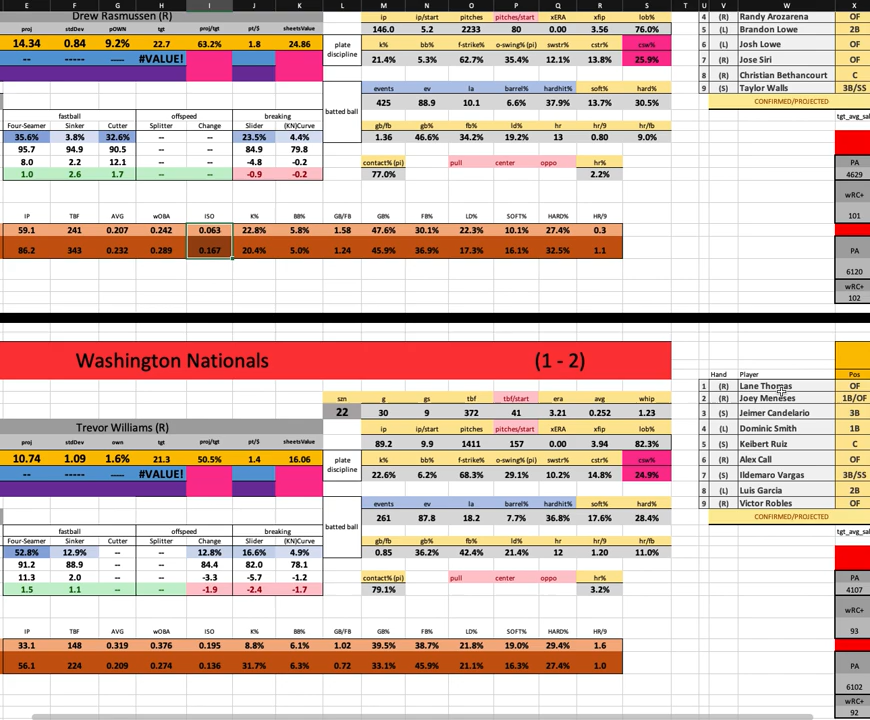 E F G H I J K L M N O P Q R S T U V W X
Drew Rasmussen (R) ip ip/start pitches pitches/start xERA xfip lob% 4 (R) Randy Arozarena OF
proj stdDev pOWN tgt proj/tgt pt/$ sheetsValue 146.0 5.2 2233 80 0.00 3.56 76.0% 5 (L) Brandon Lowe 2B
14.34 0.84 9.2% 22.7 63.2% 1.8 24.86 plate discipline k% bb% f-strike% o-swing% (pi) swstr% cstr% csw% 6 (L) Josh Lowe OF
-- ----- ---- #VALUE! 21.4% 5.3% 62.7% 35.4% 12.1% 13.8% 25.9% 7 (R) Jose Siri OF
8 (R) Christian Bethancourt C
events ev la barrel% hardhit% soft% hard% 9 (S) Taylor Walls 3B/SS
batted ball 425 88.9 10.1 6.6% 37.9% 13.7% 30.5% CONFIRMED/PROJECTED
fastball offspeed breaking tgt_avg_sal
Four-Seamer Sinker Cutter Splitter Change Slider (KN)Curve gb/fb gb% fb% ld% hr hr/9 hr/fb
35.6% 3.8% 32.6% -- -- 23.5% 4.4% 1.36 46.6% 34.2% 19.2% 13 0.80 9.0%
95.7 94.9 90.5 -- -- 84.9 79.8
8.0 2.2 12.1 -- -- -4.8 -0.2 contact% (pi) pull center oppo hr% PA
1.0 2.6 1.7 -- -- -0.9 -0.2 77.0% 2.2% 4629
wRC+
IP TBF AVG wOBA ISO K% BB% GB/FB GB% FB% LD% SOFT% HARD% HR/9 101
59.1 241 0.207 0.242 0.063 22.8% 5.8% 1.58 47.6% 30.1% 22.3% 10.1% 27.4% 0.3
86.2 343 0.232 0.289 0.167 20.4% 5.0% 1.24 45.9% 36.9% 17.3% 16.1% 32.5% 1.1 PA
6120
wRC+
102
Washington Nationals (1 - 2)
Hand Player Pos
1 (R) Lane Thomas OF
szn g gs tbf tbf/start era avg whip 2 (R) Joey Meneses 1B/OF
22 30 9 372 41 3.21 0.252 1.23 3 (S) Jeimer Candelario 3B
Trevor Williams (R) ip ip/start pitches pitches/start xERA xfip lob% 4 (L) Dominic Smith 1B
proj stdDev own tgt proj/tgt pt/$ sheetsValue 89.2 9.9 1411 157 0.00 3.94 82.3% 5 (S) Keibert Ruiz C
10.74 1.09 1.6% 21.3 50.5% 1.4 16.06 plate discipline k% bb% f-strike% o-swing% (pi) swstr% cstr% csw% 6 (R) Alex Call OF
-- ----- ---- #VALUE! 22.6% 6.2% 68.3% 29.1% 10.2% 14.8% 24.9% 7 (S) Ildemaro Vargas 3B/SS
8 (L) Luis Garcia 2B
events ev la barrel% hardhit% soft% hard% 9 (R) Victor Robles OF
batted ball 261 87.8 18.2 7.7% 36.8% 17.6% 28.4% CONFIRMED/PROJECTED
fastball offspeed breaking tgt_avg_sal
Four-Seamer Sinker Cutter Splitter Change Slider (KN)Curve gb/fb gb% fb% ld% hr hr/9 hr/fb
52.8% 12.9% -- -- 12.8% 16.6% 4.9% 0.85 36.2% 42.4% 21.4% 12 1.20 11.0%
91.2 88.9 -- -- 84.4 82.0 78.1
11.3 2.0 -- -- -3.3 -5.7 -1.2 contact% (pi) pull center oppo hr% PA
1.5 1.1 -- -- -1.9 -2.4 -1.7 79.1% 3.2% 4107
wRC+
IP TBF AVG wOBA ISO K% BB% GB/FB GB% FB% LD% SOFT% HARD% HR/9 93
33.1 148 0.319 0.376 0.195 8.8% 6.1% 1.02 39.5% 38.7% 21.8% 19.0% 29.4% 1.6
56.1 224 0.209 0.274 0.136 31.7% 6.3% 0.72 33.1% 45.9% 21.1% 16.3% 27.4% 1.0 PA
6102
wRC+
92